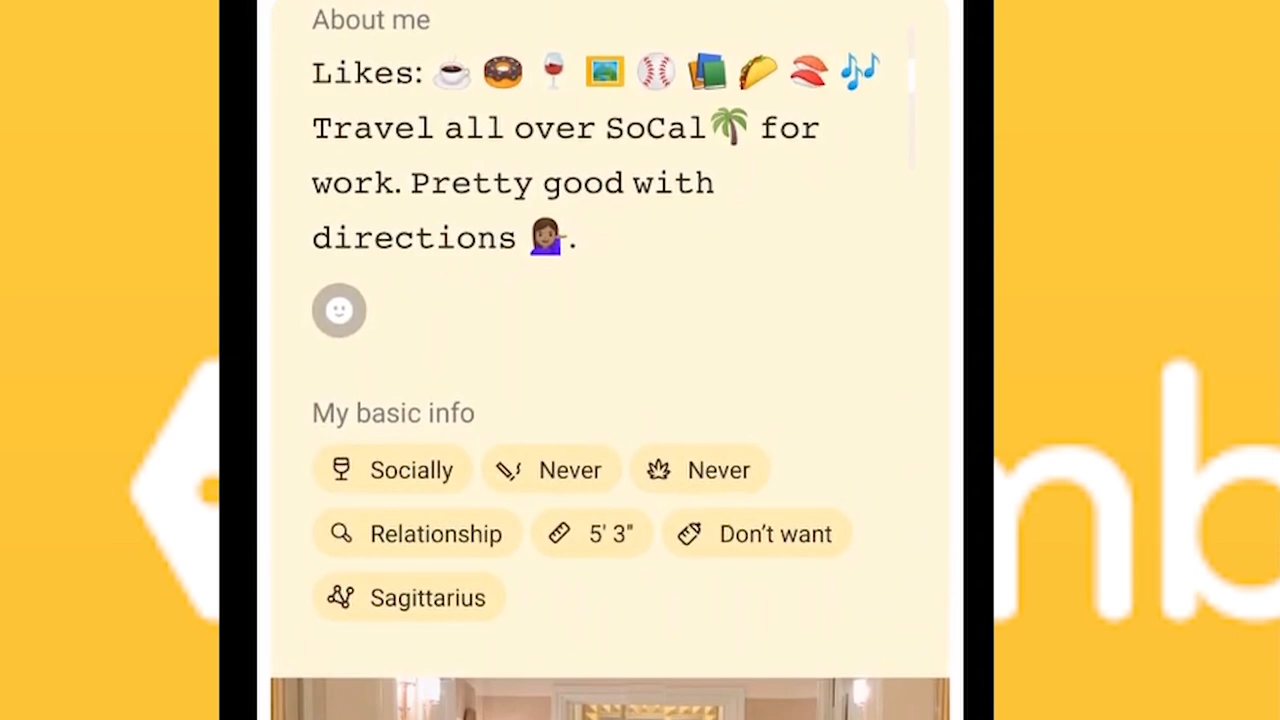 About me
Likes: ☕ 🍩 🍷 🖼️ ⚾ 📚 🌮 🍣 🎶
Travel all over SoCal🌴 for
work. Pretty good with
directions 💁🏾‍♀️.
My basic info
Socially Never Never
Relationship 5' 3" Don’t want
Sagittarius
mb